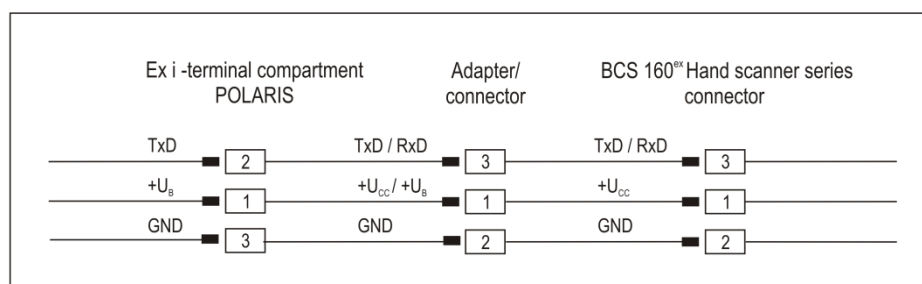 Ex i -terminal compartment
POLARIS
Adapter/
connector
BCS 160ex Hand scanner series
connector
TxD 2 TxD / RxD 3 TxD / RxD 3
+UB 1 +UCC / +UB 1 +UCC 1
GND 3 GND 2 GND 2